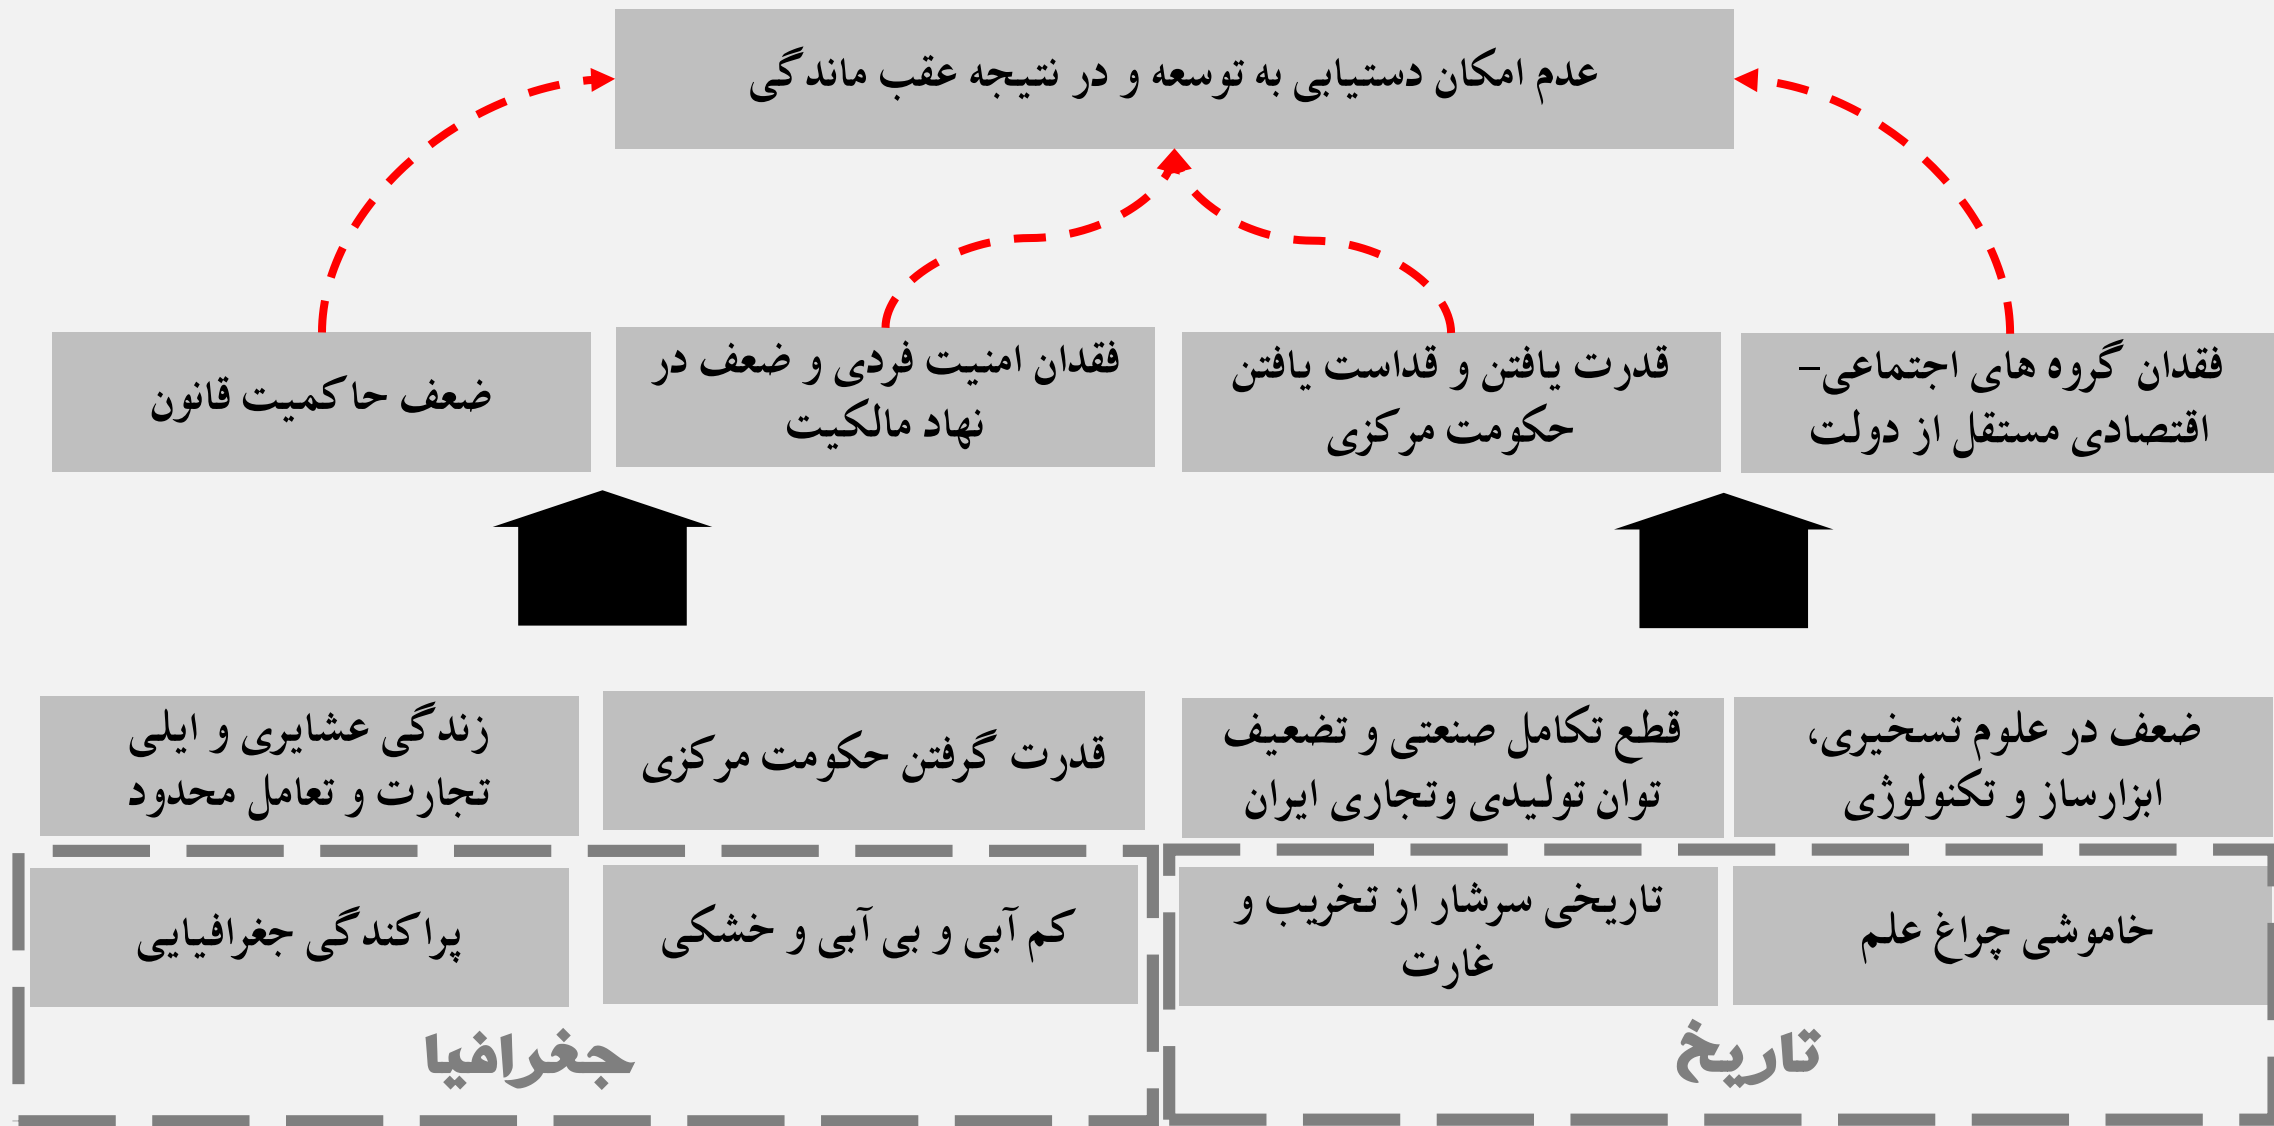 عدم امکان دستیابی به توسعه و در نتیجه عقب ماندگی
فقدان گروه های اجتماعی–
اقتصادی مستقل از دولت
قدرت یافتن و قداست یافتن
حکومت مرکزی
فقدان امنیت فردی و ضعف در
نهاد مالکیت
ضعف حاکمیت قانون
ضعف در علوم تسخیری،
ابزارساز و تکنولوژی
قطع تکامل صنعتی و تضعیف
توان تولیدی وتجاری ایران
قدرت گرفتن حکومت مرکزی
زندگی عشایری و ایلی
تجارت و تعامل محدود
خاموشی چراغ علم
تاریخی سرشار از تخریب و
غارت
کم آبی و بی آبی و خشکی
پراکندگی جغرافیایی
تاریخ
جغرافیا